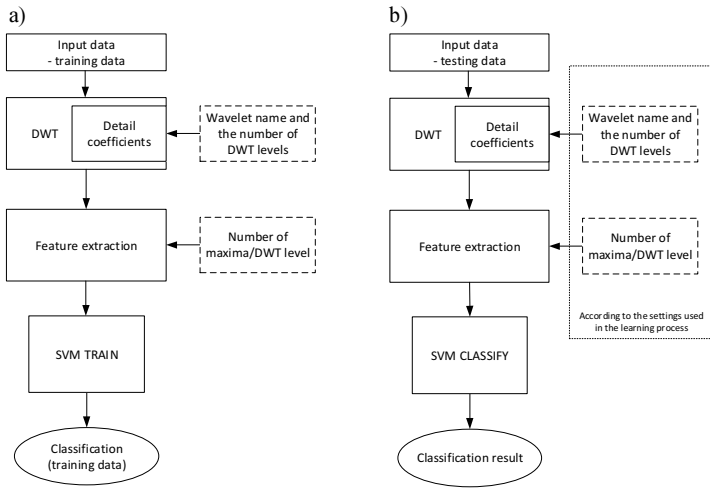 a)
Input data
- training data
DWT
Detail
coefficients
Wavelet name and
the number of
DWT levels
Feature extraction
Number of
maxima/DWT level
SVM TRAIN
Classification
(training data)
b)
Input data
- testing data
DWT
Detail
coefficients
Wavelet name and
the number of
DWT levels
Feature extraction
Number of
maxima/DWT level
According to the settings used
in the learning process
SVM CLASSIFY
Classification result